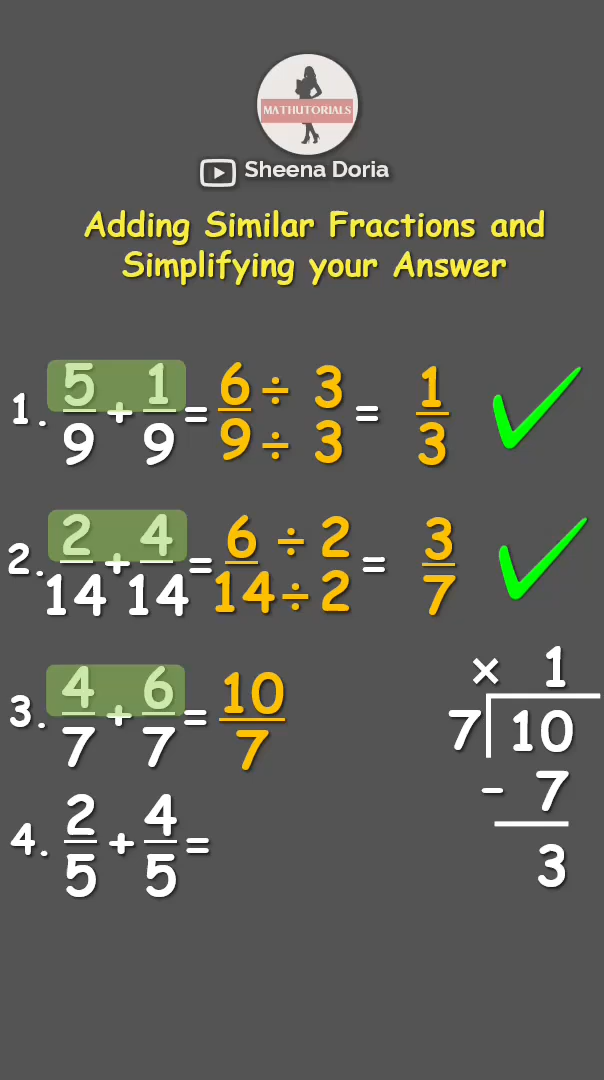 MATHUTORIALS
Sheena Doria
Adding Similar Fractions and
Simplifying your Answer
1. 5/9 + 1/9 = 6/9 ÷ 3/÷ 3 = 1/3
2. 2/14 + 4/14 = 6/14 ÷ 2/÷ 2 = 3/7
3. 4/7 + 6/7 = 10/7
× 1
7 10
- 7
3
4. 2/5 + 4/5 =